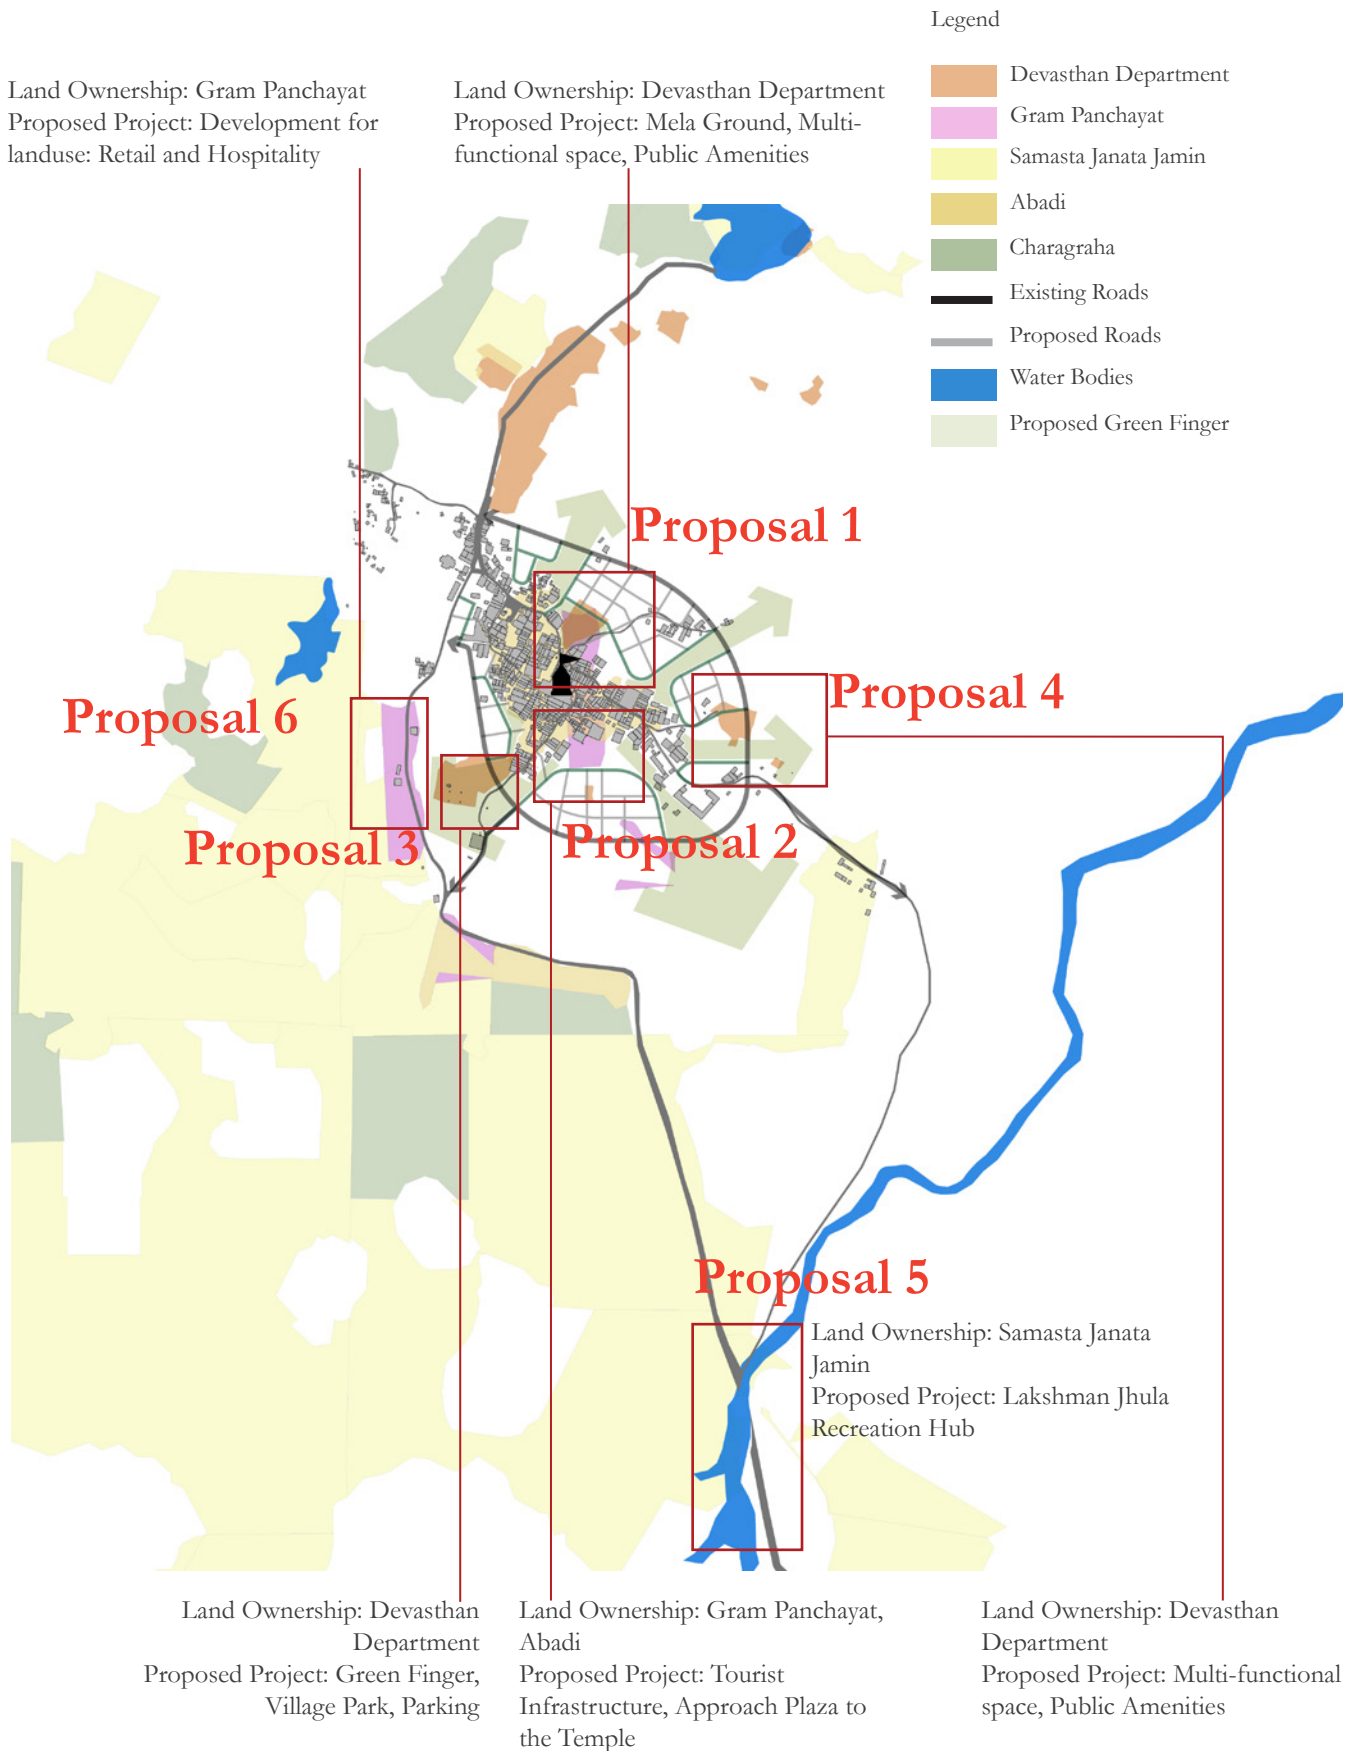 Legend
Devasthan Department
Gram Panchayat
Samasta Janata Jamin
Abadi
Charagraha
Existing Roads
Proposed Roads
Water Bodies
Proposed Green Finger
Land Ownership: Gram Panchayat
Proposed Project: Development for
landuse: Retail and Hospitality
Land Ownership: Devasthan Department
Proposed Project: Mela Ground, Multi-
functional space, Public Amenities
Proposal 1
Proposal 4
Proposal 6
Proposal 3
Proposal 2
Proposal 5
Land Ownership: Samasta Janata
Jamin
Proposed Project: Lakshman Jhula
Recreation Hub
Land Ownership: Devasthan
Department
Proposed Project: Green Finger,
Village Park, Parking
Land Ownership: Gram Panchayat,
Abadi
Proposed Project: Tourist
Infrastructure, Approach Plaza to
the Temple
Land Ownership: Devasthan
Department
Proposed Project: Multi-functional
space, Public Amenities